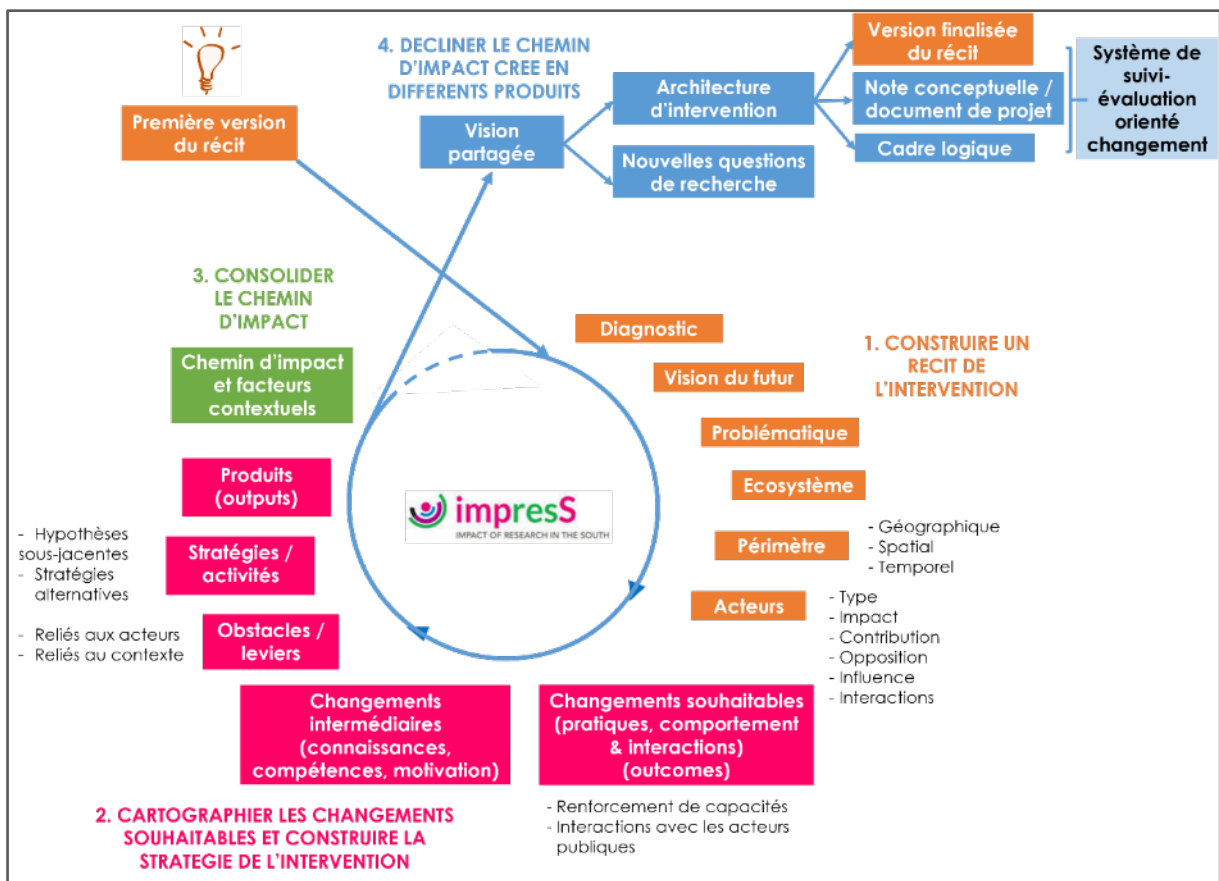 Première version
du récit
4. DECLINER LE CHEMIN
D'IMPACT CREE EN
DIFFERENTS PRODUITS
Vision
partagée
Architecture
d'intervention
Nouvelles questions
de recherche
Version finalisée
du récit
Note conceptuelle /
document de projet
Cadre logique
Système de
suivi-
évaluation
orienté
changement
1. CONSTRUIRE UN
RECIT DE
L'INTERVENTION
Diagnostic
Vision du futur
Problématique
Ecosystème
Périmètre
- Géographique
- Spatial
- Temporel
Acteurs
- Type
- Impact
- Contribution
- Opposition
- Influence
- Interactions
impresS
IMPACT OF RESEARCH IN THE SOUTH
Changements souhaitables
(pratiques, comportement
& interactions)
(outcomes)
- Renforcement de capacités
- Interactions avec les acteurs
publiques
Changements
intermédiaires
(connaissances,
compétences, motivation)
2. CARTOGRAPHIER LES CHANGEMENTS
SOUHAITABLES ET CONSTRUIRE LA
STRATEGIE DE L'INTERVENTION
Obstacles /
leviers
- Reliés aux acteurs
- Reliés au contexte
Stratégies /
activités
- Hypothèses
sous-jacentes
- Stratégies
alternatives
Produits
(outputs)
3. CONSOLIDER
LE CHEMIN
D'IMPACT
Chemin d'impact
et facteurs
contextuels